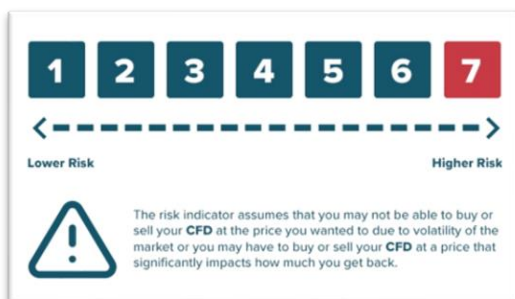 1 2 3 4 5 6 7
Lower Risk Higher Risk
The risk indicator assumes that you may not be able to buy or
sell your CFD at the price you wanted to due to volatility of the
market or you may have to buy or sell your CFD at a price that
significantly impacts how much you get back.